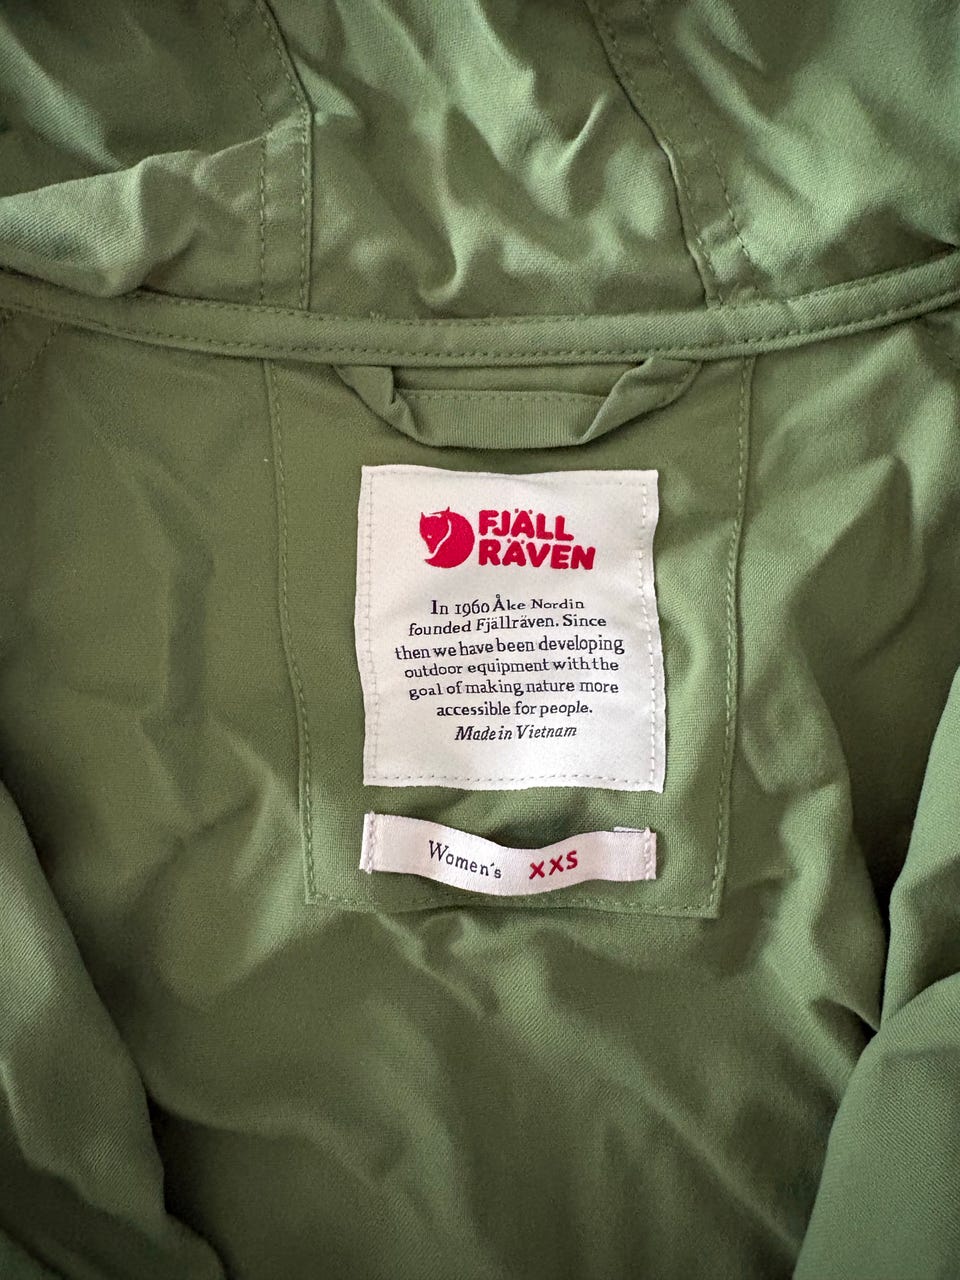 FJÄLL
RÄVEN
In 1960 Åke Nordin
founded Fjällräven. Since
then we have been developing
outdoor equipment with the
goal of making nature more
accessible for people.
Made in Vietnam
Women's XXS